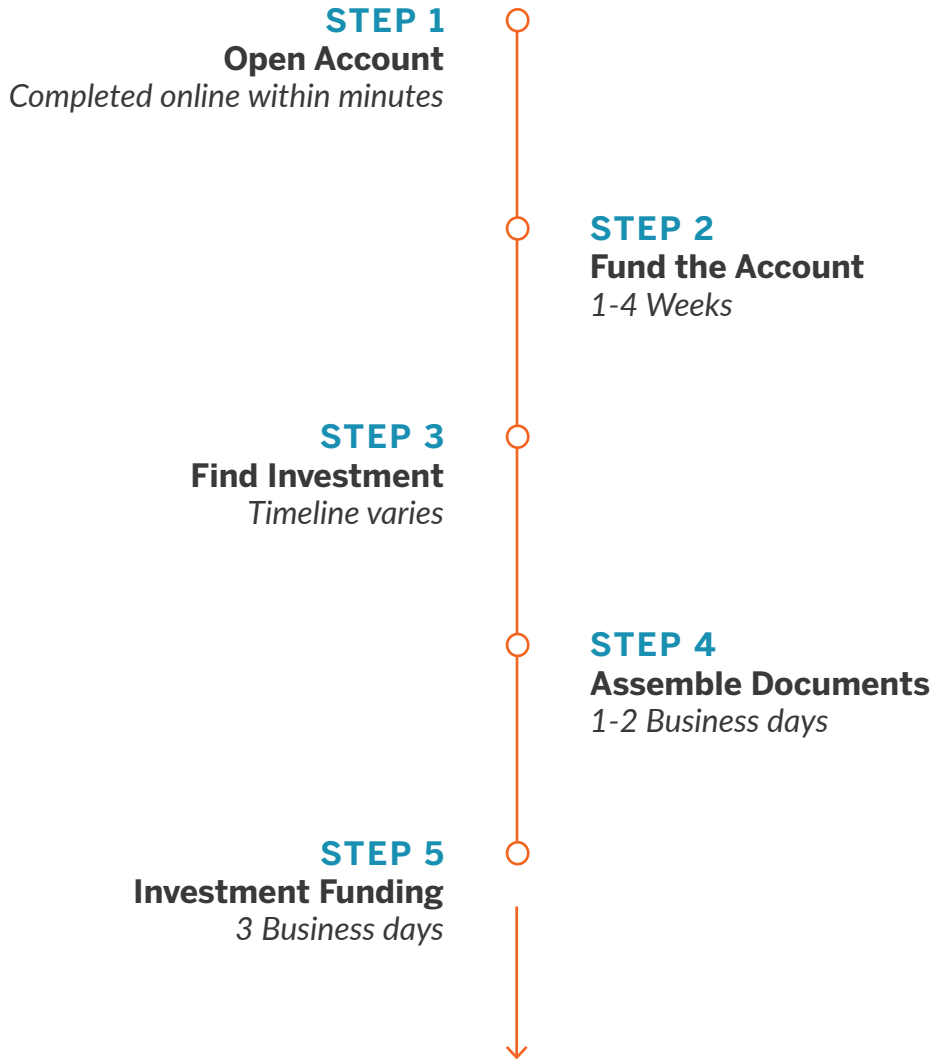 STEP 1
Open Account
Completed online within minutes
STEP 2
Fund the Account
1-4 Weeks
STEP 3
Find Investment
Timeline varies
STEP 4
Assemble Documents
1-2 Business days
STEP 5
Investment Funding
3 Business days